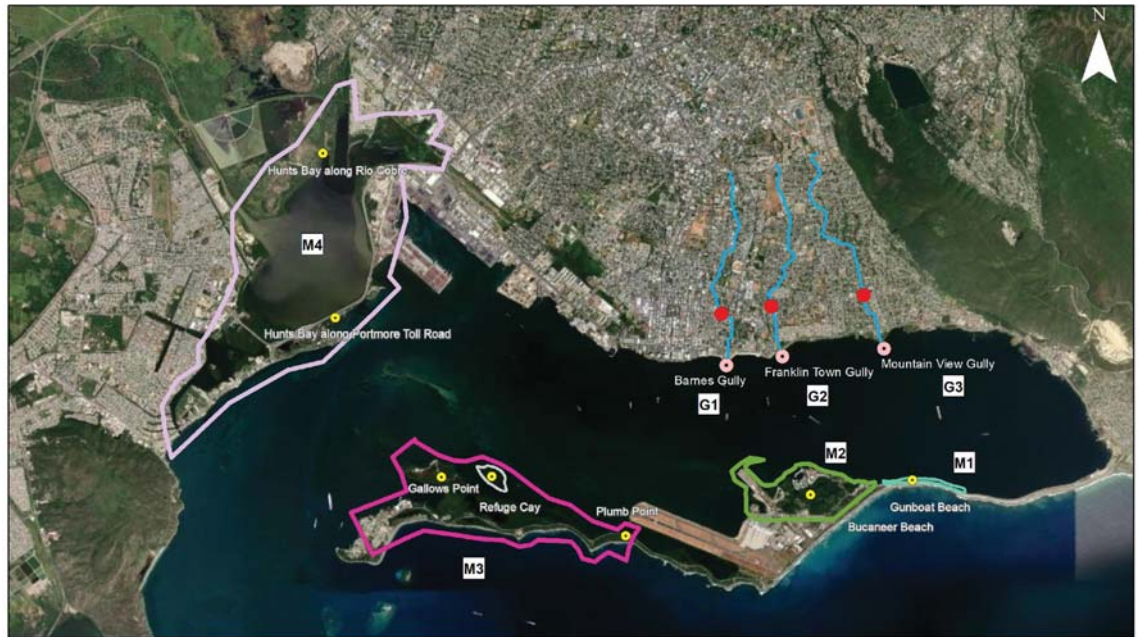 N
Hunts Bay along Rio Cobre
M4
Hunts Bay along Portmore Toll Road
Barnes Gully
Franklin Town Gully
Mountain View Gully
G1
G2
G3
M2
M1
Gallows Point
Refuge Cay
Gunboat Beach
Plumb Point
Bucaneer Beach
M3